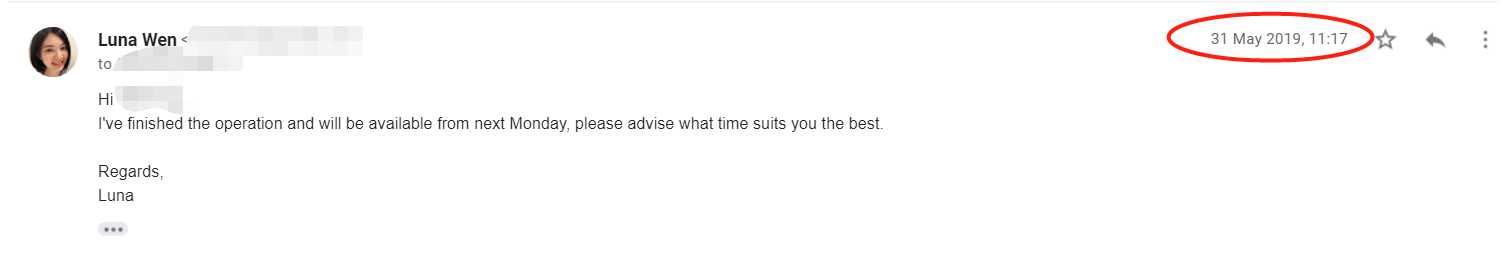 Luna Wen <
31 May 2019, 11:17
to
Hi
I've finished the operation and will be available from next Monday, please advise what time suits you the best.
Regards,
Luna